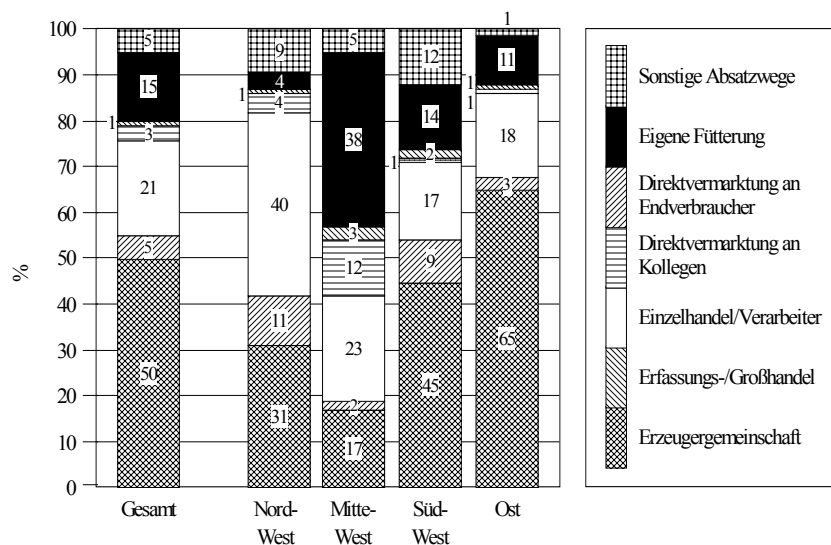 100
90
80
70
60
50
40
30
20
10
0
%
5
15
1
3
21
5
50
9
4
1
4
40
11
31
5
38
3
12
23
2
17
12
14
2
1
17
9
45
1
11
1
1
18
3
65
Gesamt
Nord-
West
Mitte-
West
Süd-
West
Ost
Sonstige Absatzwege
Eigene Fütterung
Direktvermarktung an
Endverbraucher
Direktvermarktung an
Kollegen
Einzelhandel/Verarbeiter
Erfassungs-/Großhandel
Erzeugergemeinschaft